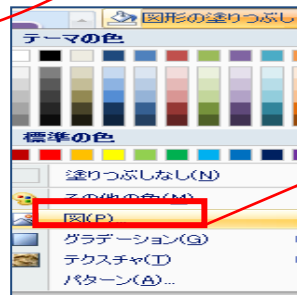 図形の塗りつぶし
テーマの色
標準の色
塗りつぶしなし(N)
その他の色(M)
図(P)
グラデーション(G)
テクスチャ(T)
パターン(A)...